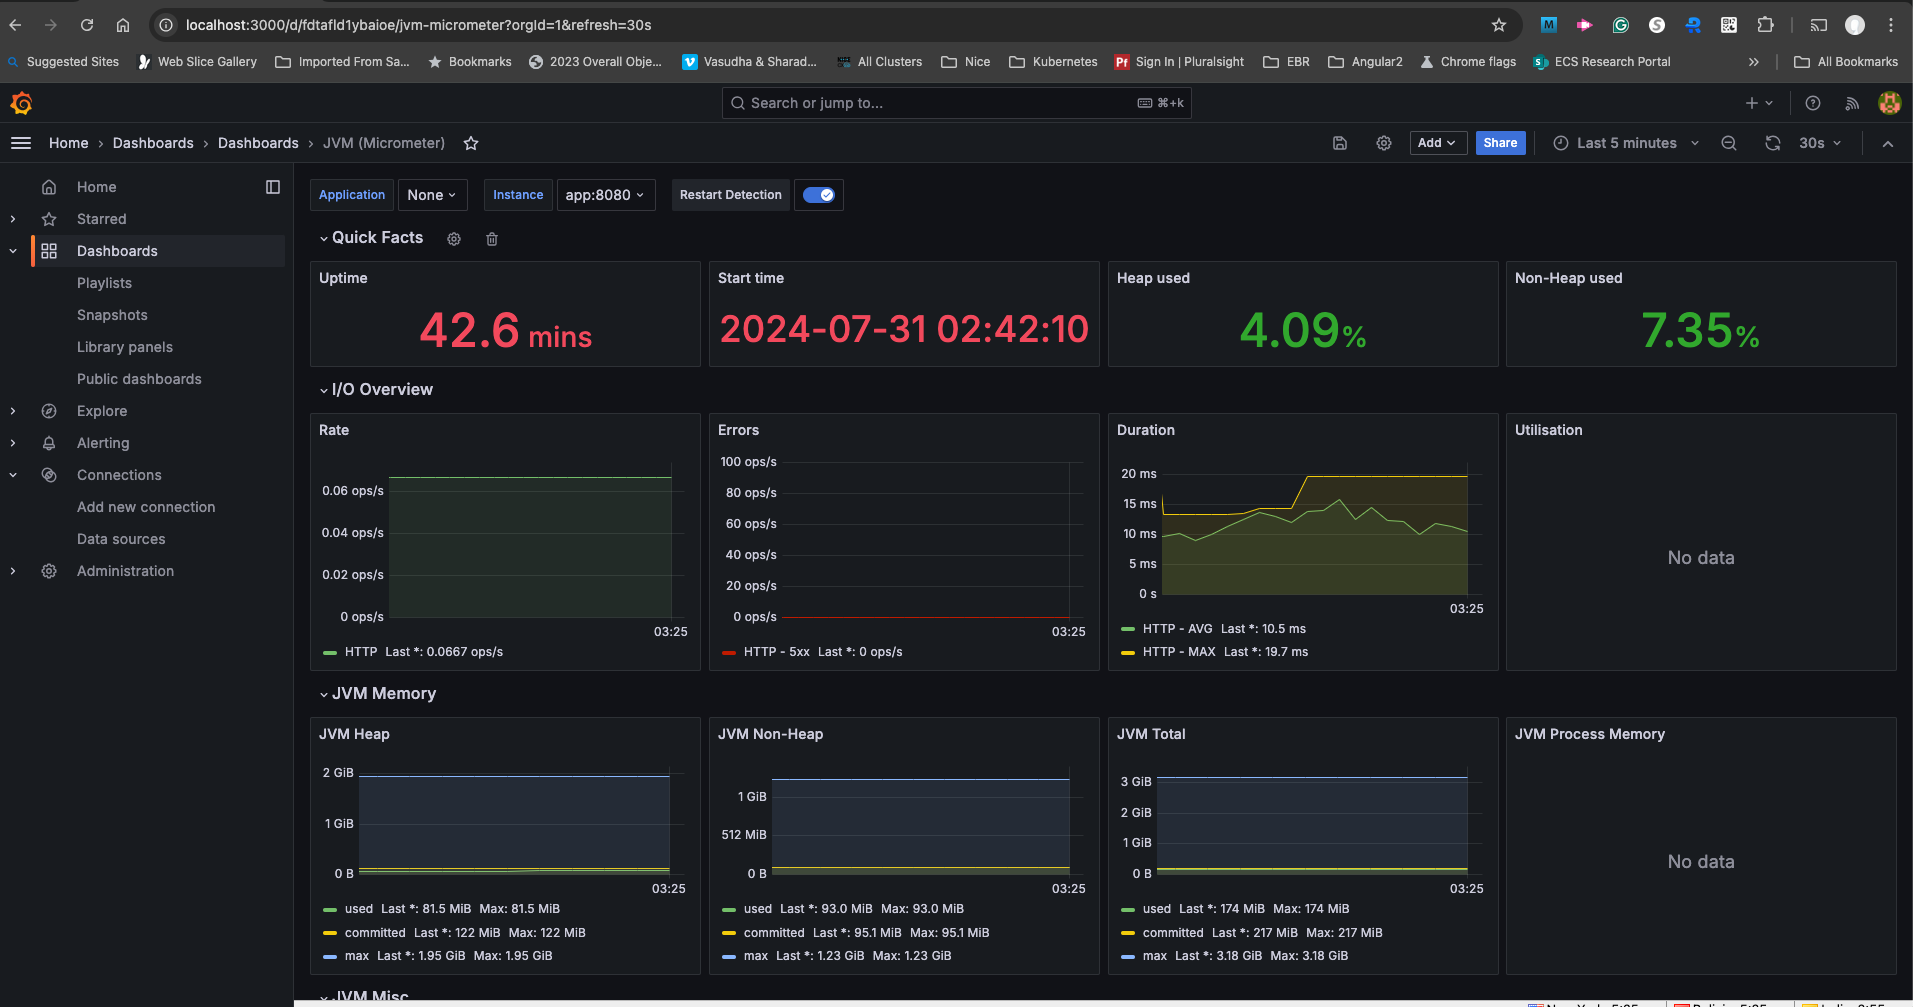 localhost:3000/d/fdtafld1ybaioe/jvm-micrometer?orgId=1&refresh=30s
Suggested Sites Web Slice Gallery Imported From Sa... Bookmarks 2023 Overall Obje... Vasudha & Sharad... All Clusters Nice Kubernetes Sign In | Pluralsight EBR Angular2 Chrome flags ECS Research Portal » All Bookmarks
Search or jump to... ⌘+k
Home › Dashboards › Dashboards › JVM (Micrometer) Add Share Last 5 minutes 30s
Home
Starred
Dashboards
Playlists
Snapshots
Library panels
Public dashboards
Explore
Alerting
Connections
Add new connection
Data sources
Administration
Application None Instance app:8080 Restart Detection
Quick Facts
Uptime
42.6 mins
Start time
2024-07-31 02:42:10
Heap used
4.09%
Non-Heap used
7.35%
I/O Overview
Rate
0.06 ops/s
0.04 ops/s
0.02 ops/s
0 ops/s
03:25
HTTP Last *: 0.0667 ops/s
Errors
100 ops/s
80 ops/s
60 ops/s
40 ops/s
20 ops/s
0 ops/s
03:25
HTTP - 5xx Last *: 0 ops/s
Duration
20 ms
15 ms
10 ms
5 ms
0 s
03:25
HTTP - AVG Last *: 10.5 ms
HTTP - MAX Last *: 19.7 ms
Utilisation
No data
JVM Memory
JVM Heap
2 GiB
1 GiB
0 B
03:25
used Last *: 81.5 MiB Max: 81.5 MiB
committed Last *: 122 MiB Max: 122 MiB
max Last *: 1.95 GiB Max: 1.95 GiB
JVM Non-Heap
1 GiB
512 MiB
0 B
03:25
used Last *: 93.0 MiB Max: 93.0 MiB
committed Last *: 95.1 MiB Max: 95.1 MiB
max Last *: 1.23 GiB Max: 1.23 GiB
JVM Total
3 GiB
2 GiB
1 GiB
0 B
03:25
used Last *: 174 MiB Max: 174 MiB
committed Last *: 217 MiB Max: 217 MiB
max Last *: 3.18 GiB Max: 3.18 GiB
JVM Process Memory
No data
JVM Misc